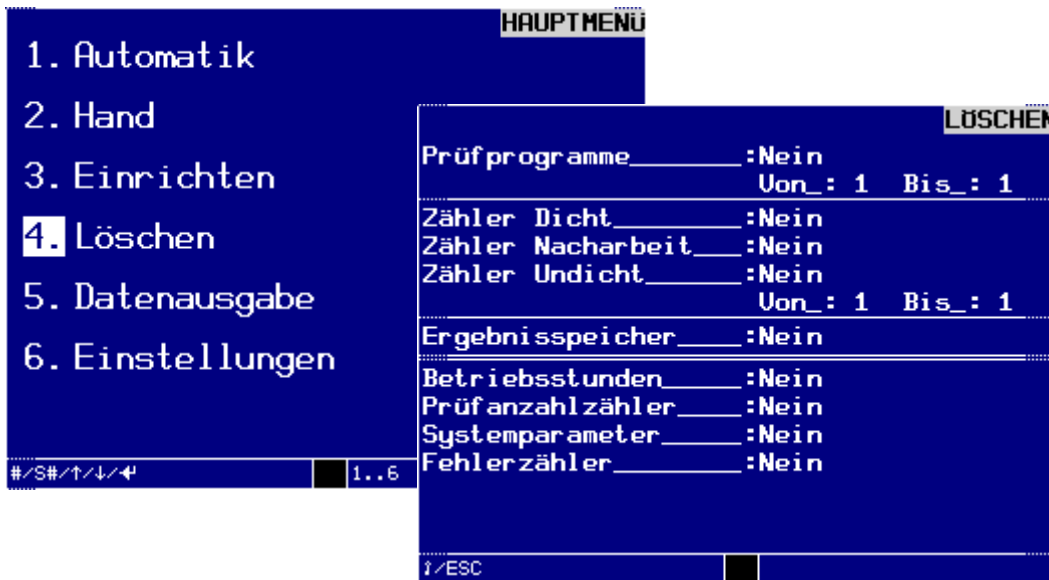 HAUPTMENÜ
1. Automatik
2. Hand
3. Einrichten
4. Löschen
5. Datenausgabe
6. Einstellungen
#/S#/↑/↓/↵
1..6
LÖSCHEN
Prüfprogramme_______:Nein
Von_: 1 Bis_: 1
Zähler Dicht________:Nein
Zähler Nacharbeit___:Nein
Zähler Undicht______:Nein
Von_: 1 Bis_: 1
Ergebnisspeicher____:Nein
Betriebsstunden_____:Nein
Prüfanzahlzähler____:Nein
Systemparameter_____:Nein
Fehlerzähler________:Nein
⇧/ESC